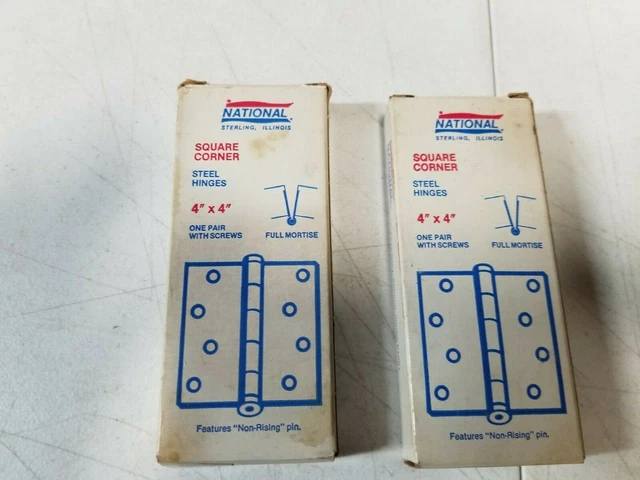 NATIONAL
STERLING, ILLINOIS
SQUARE
CORNER
STEEL
HINGES
4" x 4"
ONE PAIR
WITH SCREWS
FULL MORTISE
Features "Non-Rising" pin.
NATIONAL
STERLING, ILLINOIS
SQUARE
CORNER
STEEL
HINGES
4" x 4"
ONE PAIR
WITH SCREWS
FULL MORTISE
Features "Non-Rising" pin.